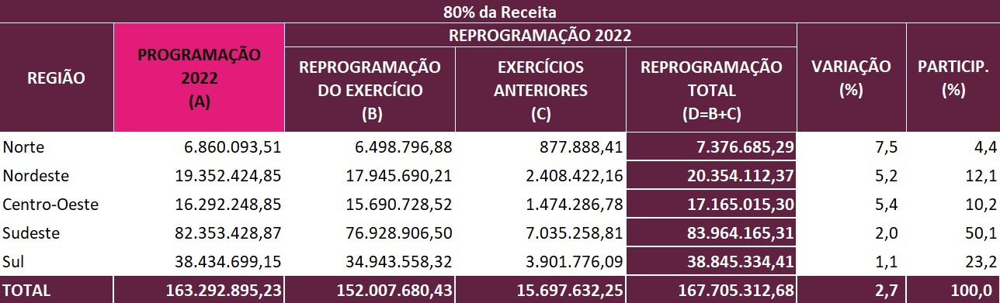 80% da Receita
REGIÃO PROGRAMAÇÃO 2022 (A) REPROGRAMAÇÃO 2022 VARIAÇÃO (%) PARTICIP. (%)
REPROGRAMAÇÃO DO EXERCÍCIO (B) EXERCÍCIOS ANTERIORES (C) REPROGRAMAÇÃO TOTAL (D=B+C)
Norte 6.860.093,51 6.498.796,88 877.888,41 7.376.685,29 7,5 4,4
Nordeste 19.352.424,85 17.945.690,21 2.408.422,16 20.354.112,37 5,2 12,1
Centro-Oeste 16.292.248,85 15.690.728,52 1.474.286,78 17.165.015,30 5,4 10,2
Sudeste 82.353.428,87 76.928.906,50 7.035.258,81 83.964.165,31 2,0 50,1
Sul 38.434.699,15 34.943.558,32 3.901.776,09 38.845.334,41 1,1 23,2
TOTAL 163.292.895,23 152.007.680,43 15.697.632,25 167.705.312,68 2,7 100,0